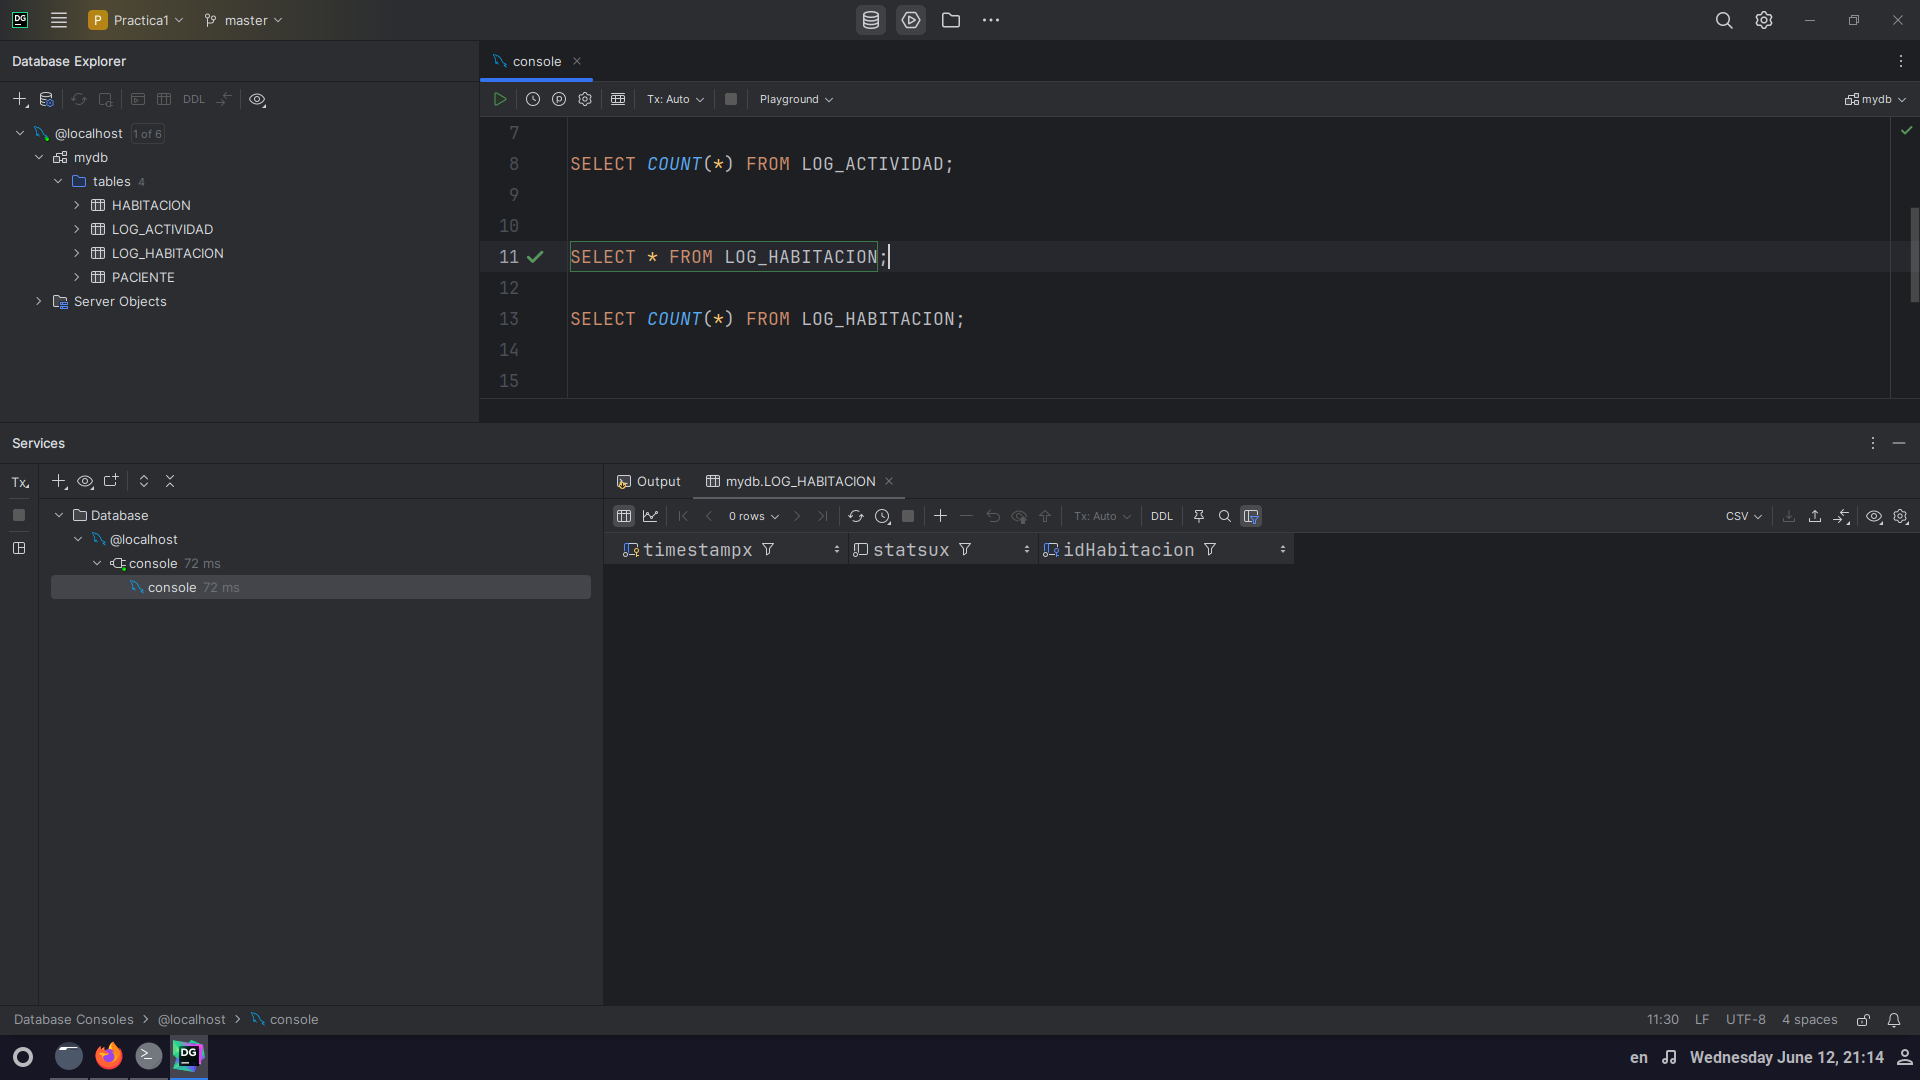 DG P Practica1 master
Database Explorer
console
DDL
Tx: Auto Playground mydb
@localhost 1 of 6
mydb
tables 4
HABITACION
LOG_ACTIVIDAD
LOG_HABITACION
PACIENTE
Server Objects
7
8 SELECT COUNT(*) FROM LOG_ACTIVIDAD;
9
10
11 SELECT * FROM LOG_HABITACION;
12
13 SELECT COUNT(*) FROM LOG_HABITACION;
14
15
Services
Tx
Output mydb.LOG_HABITACION
0 rows Tx: Auto DDL CSV
Database
@localhost
console 72 ms
console 72 ms
timestampx statsux idHabitacion
Database Consoles > @localhost > console
11:30 LF UTF-8 4 spaces
DG
en Wednesday June 12, 21:14